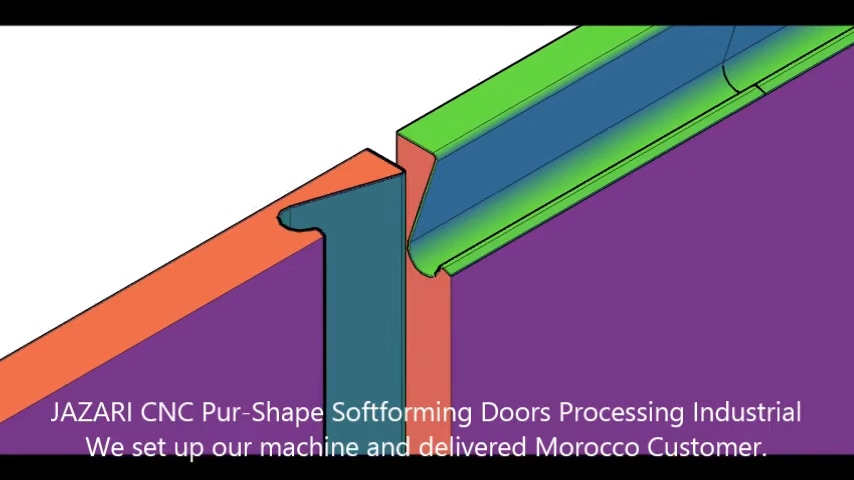 JAZARI CNC Pur-Shape Softforming Doors Processing Industrial
We set up our machine and delivered Morocco Customer.